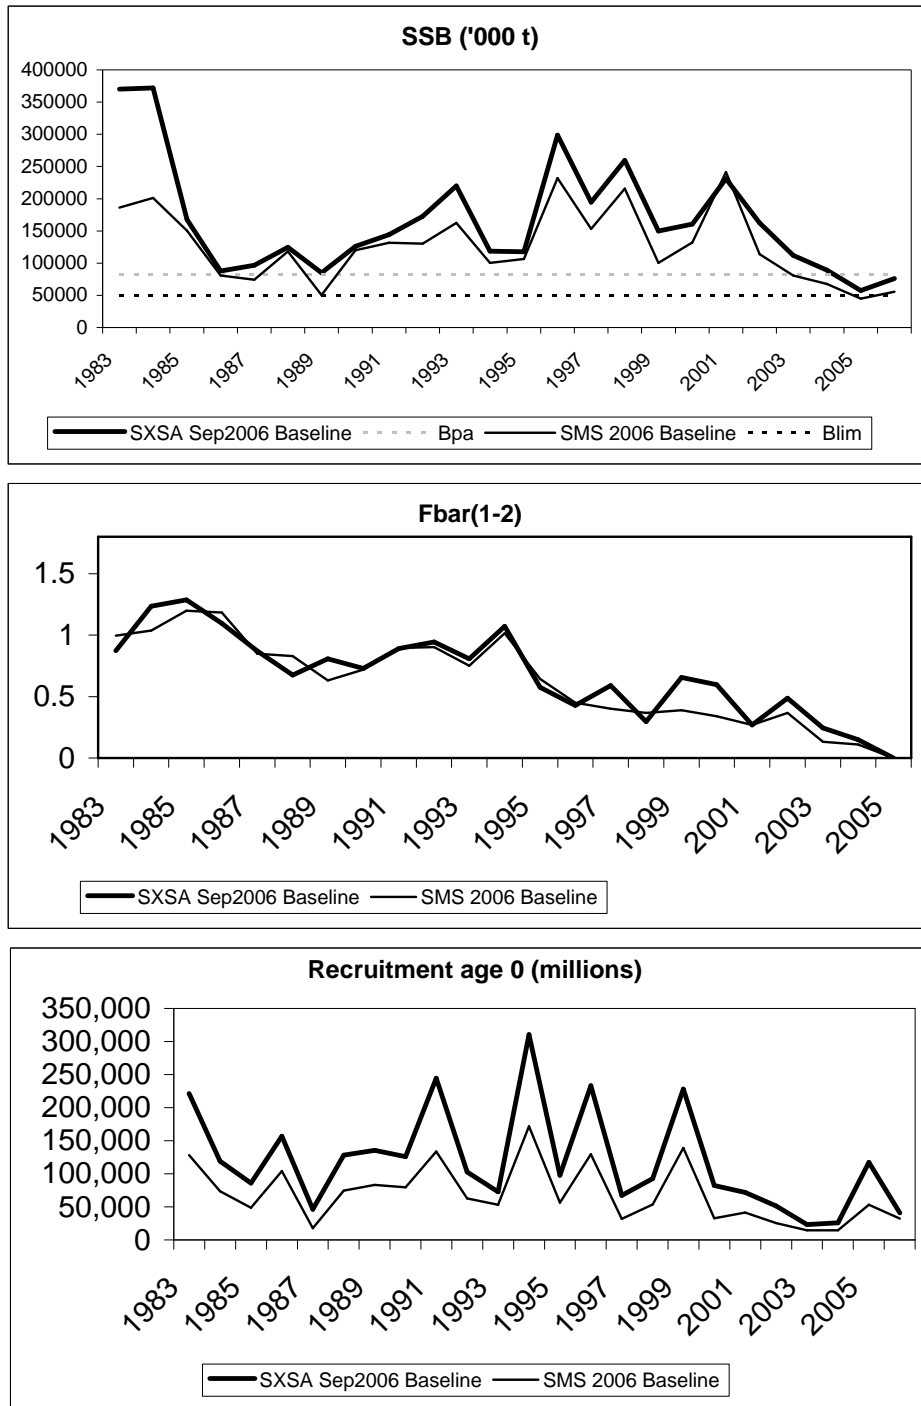 SSB ('000 t)
400000
350000
300000
250000
200000
150000
100000
50000
0
1983 1985 1987 1989 1991 1993 1995 1997 1999 2001 2003 2005
SXSA Sep2006 Baseline Bpa SMS 2006 Baseline Blim
Fbar(1-2)
1.5
1
0.5
0
1983 1985 1987 1989 1991 1993 1995 1997 1999 2001 2003 2005
SXSA Sep2006 Baseline SMS 2006 Baseline
Recruitment age 0 (millions)
350,000
300,000
250,000
200,000
150,000
100,000
50,000
0
1983 1985 1987 1989 1991 1993 1995 1997 1999 2001 2003 2005
SXSA Sep2006 Baseline SMS 2006 Baseline